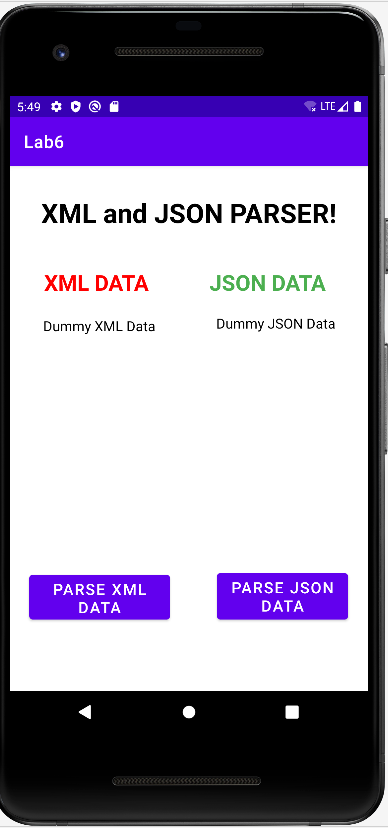 5:49 LTE
Lab6
XML and JSON PARSER!
XML DATA JSON DATA
Dummy XML Data Dummy JSON Data
PARSE XML
DATA
PARSE JSON
DATA